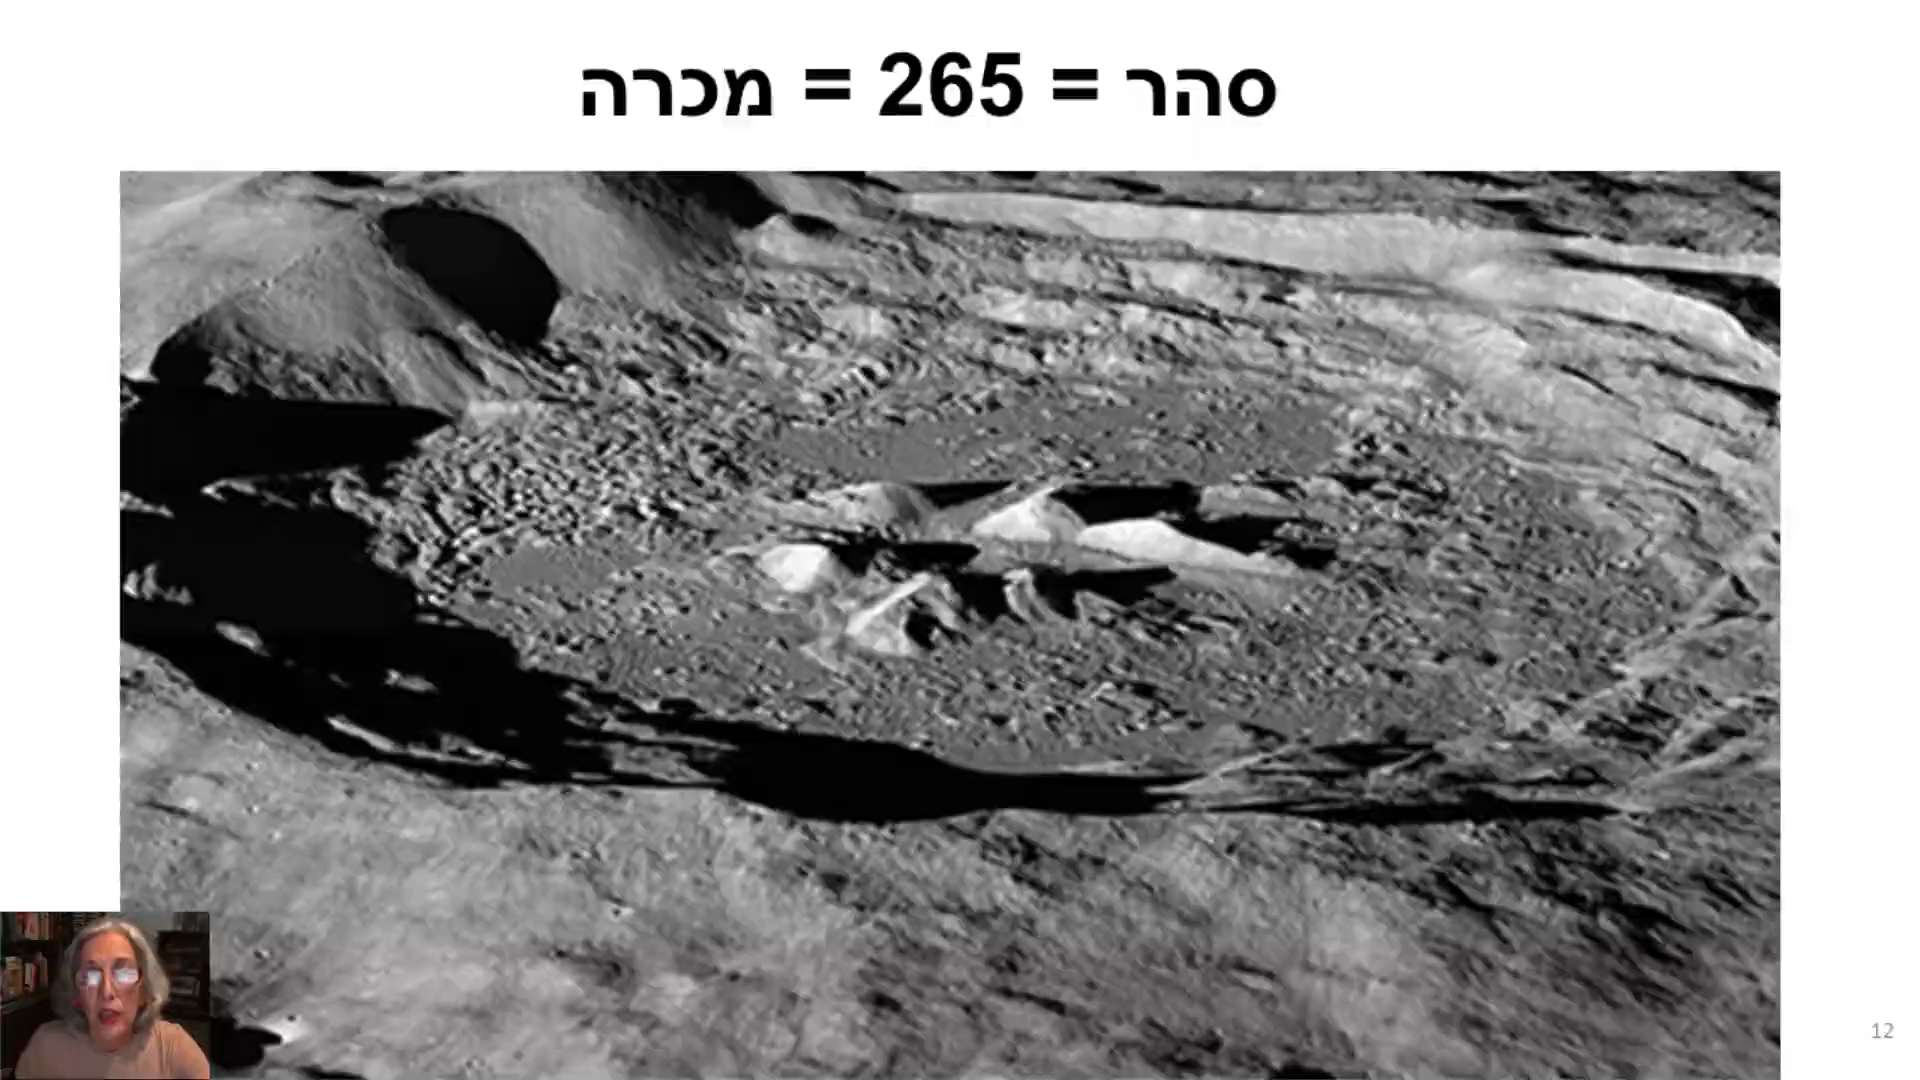 סהר = 265 = מכרה
12